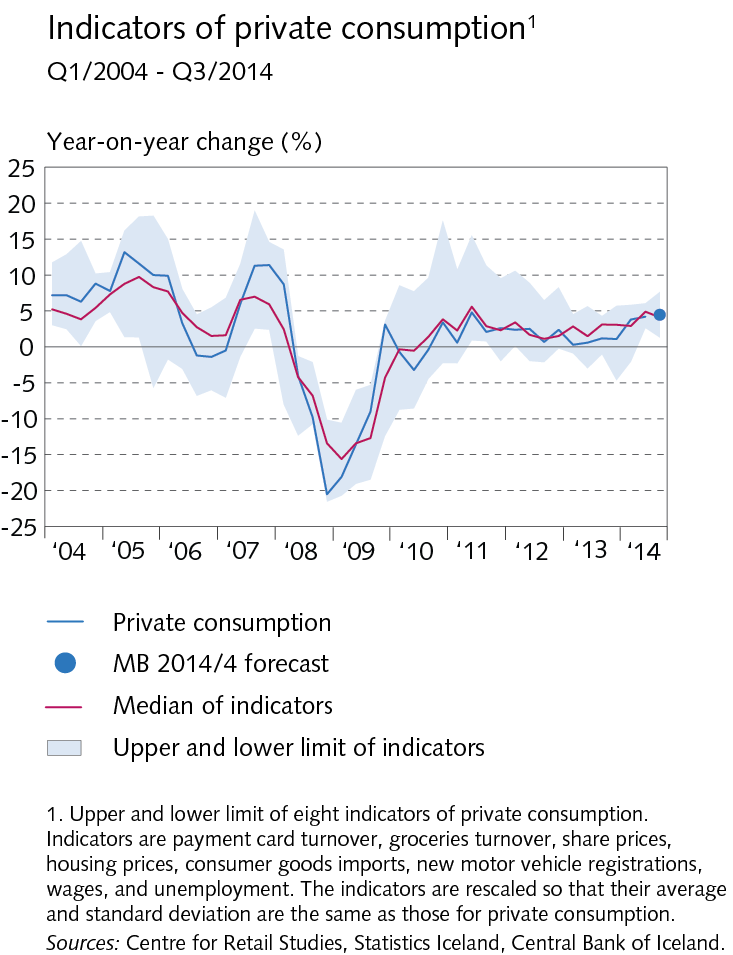 Indicators of private consumption¹
Q1/2004 - Q3/2014
Year-on-year change (%)
25
20
15
10
5
0
-5
-10
-15
-20
-25
‘04 ‘05 ‘06 ‘07 ‘08 ‘09 ‘10 ‘11 ‘12 ‘13 ‘14
Private consumption
MB 2014/4 forecast
Median of indicators
Upper and lower limit of indicators
1. Upper and lower limit of eight indicators of private consumption.
Indicators are payment card turnover, groceries turnover, share prices,
housing prices, consumer goods imports, new motor vehicle registrations,
wages, and unemployment. The indicators are rescaled so that their average
and standard deviation are the same as those for private consumption.
Sources: Centre for Retail Studies, Statistics Iceland, Central Bank of Iceland.